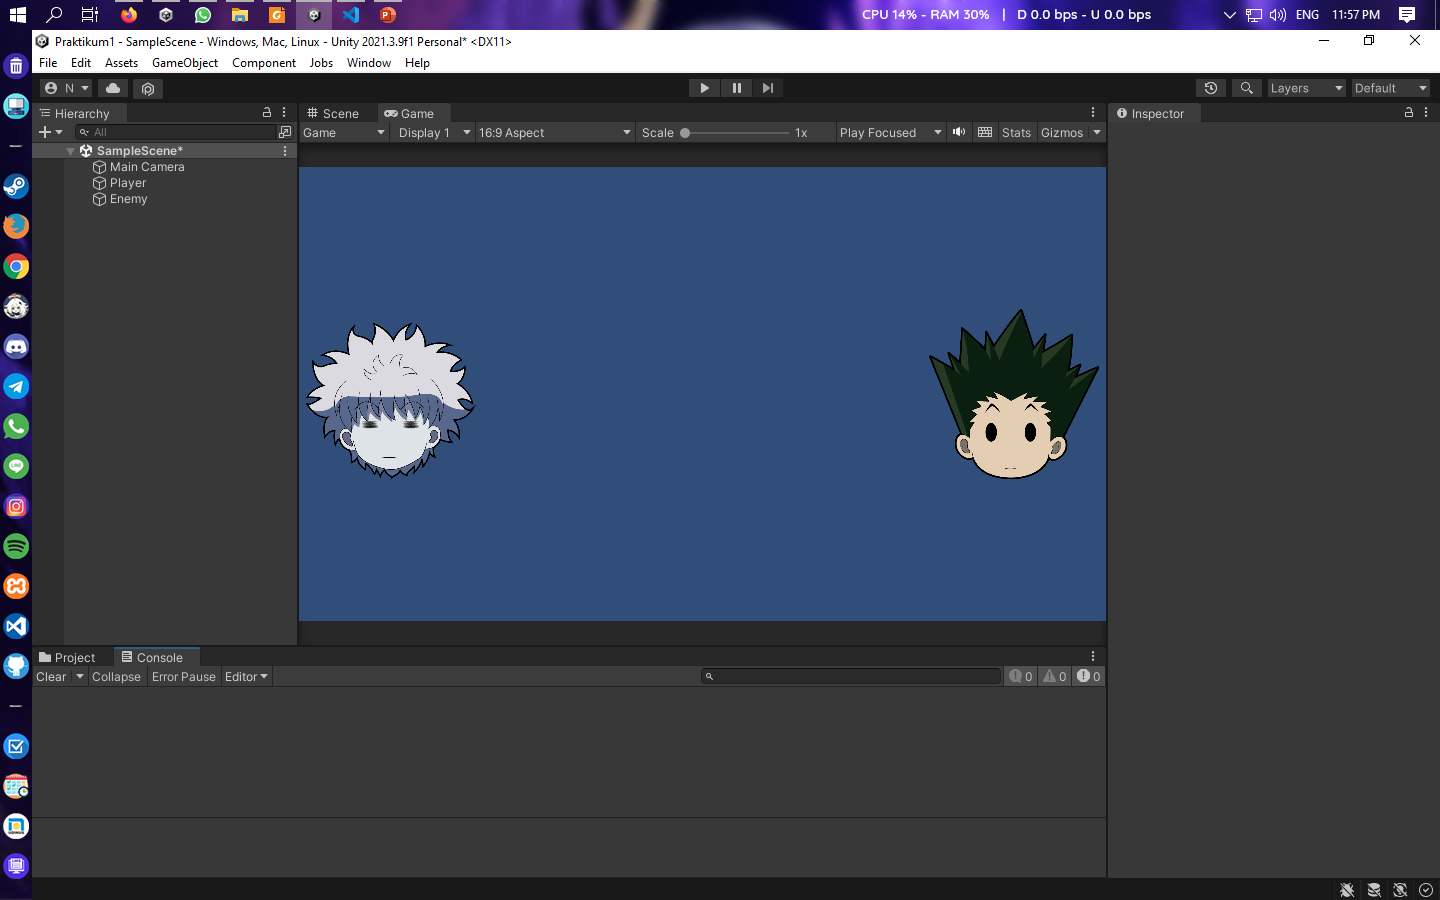 CPU 14% - RAM 30% | D 0.0 bps - U 0.0 bps ENG 11:57 PM
Praktikum1 - SampleScene - Windows, Mac, Linux - Unity 2021.3.9f1 Personal* <DX11>
File Edit Assets GameObject Component Jobs Window Help
N Layers Default
Hierarchy Scene Game Inspector
All Game Display 1 16:9 Aspect Scale 1x Play Focused Stats Gizmos
SampleScene*
Main Camera
Player
Enemy
Project Console
Clear Collapse Error Pause Editor 0 0 0